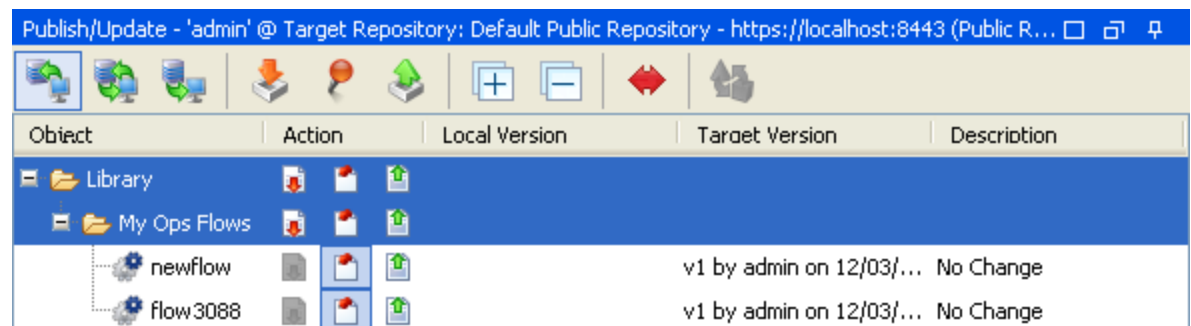 Publish/Update - 'admin' @ Target Repository: Default Public Repository - https://localhost:8443 (Public R...
Object Action Local Version Target Version Description
Library
My Ops Flows
newflow v1 by admin on 12/03/... No Change
flow3088 v1 by admin on 12/03/... No Change